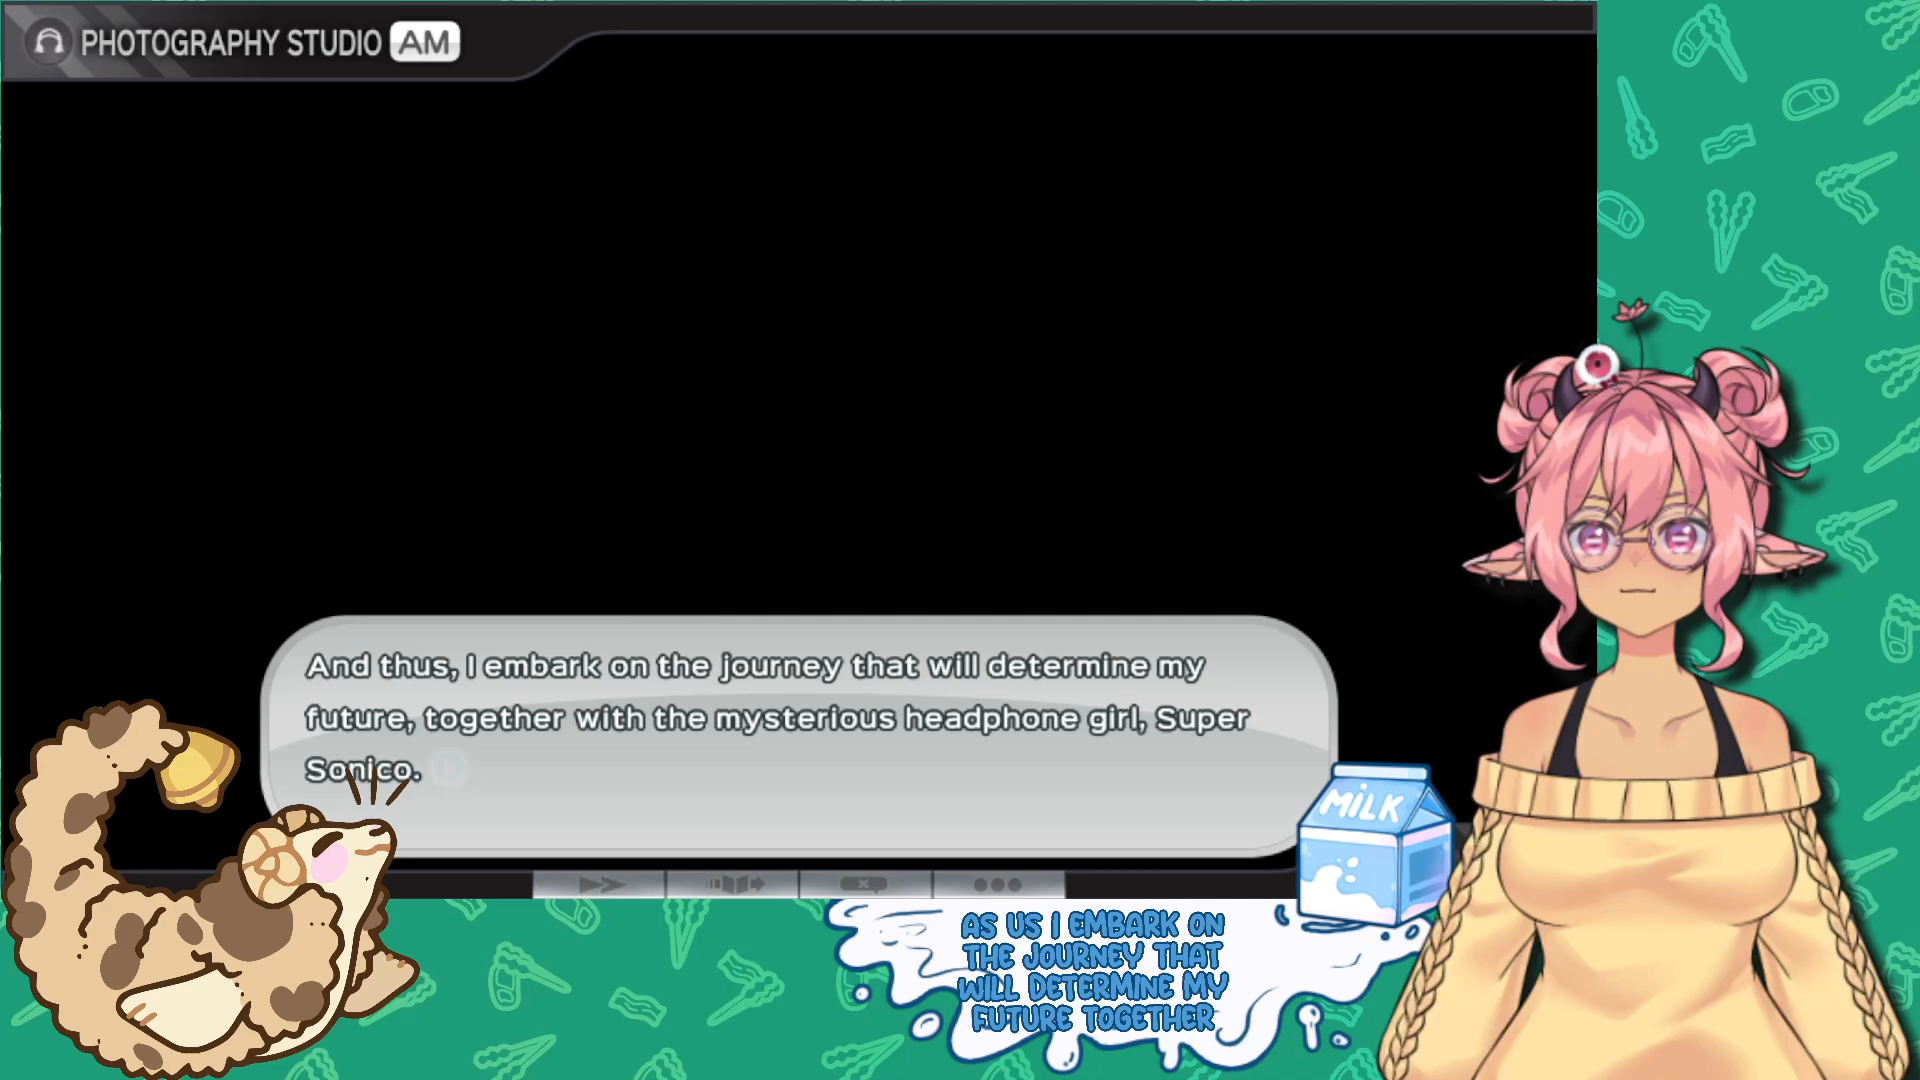 PHOTOGRAPHY STUDIO AM
And thus, I embark on the journey that will determine my
future, together with the mysterious headphone girl, Super
Sonico.
MiLK
AS US I EMBARK ON
THE JOURNEY THAT
WILL DETERMINE MY
FUTURE TOGETHER